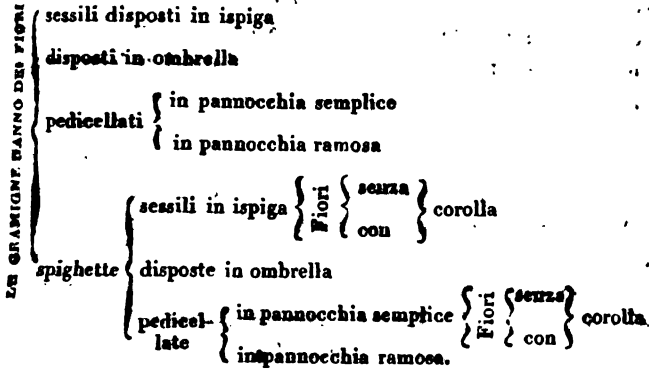 LE GRAMIGNE HANNO DEI FIORI
sessili disposti in ispiga
disposti in ombrella
pedicellati
in pannocchia semplice
in pannocchia ramosa
spighette
sessili in ispiga
Fiori
senza
con
corolla
disposte in ombrella
pedicel-
late
in pannocchia semplice
Fiori
senza
con
corolla
in pannocchia ramosa.